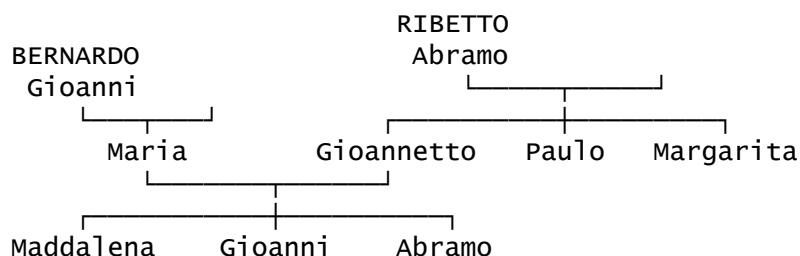 RIBETTO
BERNARDO Abramo
Gioanni
Maria Gioannetto Paulo Margarita
Maddalena Gioanni Abramo